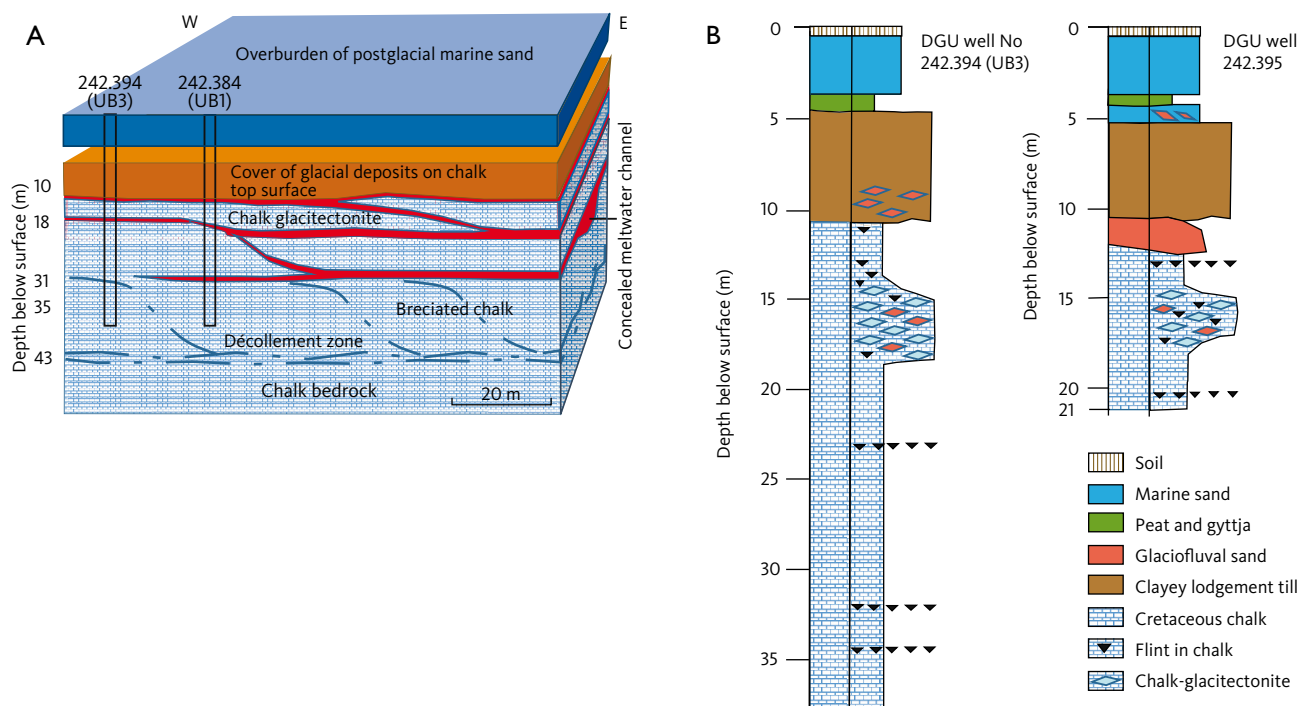 A
W
E
Overburden of postglacial marine sand
242.394
(UB3)
242.384
(UB1)
Cover of glacial deposits on chalk
top surface
Chalk glacitectonite
Breciated chalk
Décollement zone
Chalk bedrock
20 m
Depth below surface (m)
10
18
31
35
43
Concealed meltwater channel
B
DGU well No
242.394 (UB3)
Depth below surface (m)
0
5
10
15
20
25
30
35
DGU well
242.395
Depth below surface (m)
0
5
10
15
20
21
Soil
Marine sand
Peat and gyttja
Glaciofluval sand
Clayey lodgement till
Cretaceous chalk
Flint in chalk
Chalk-glacitectonite